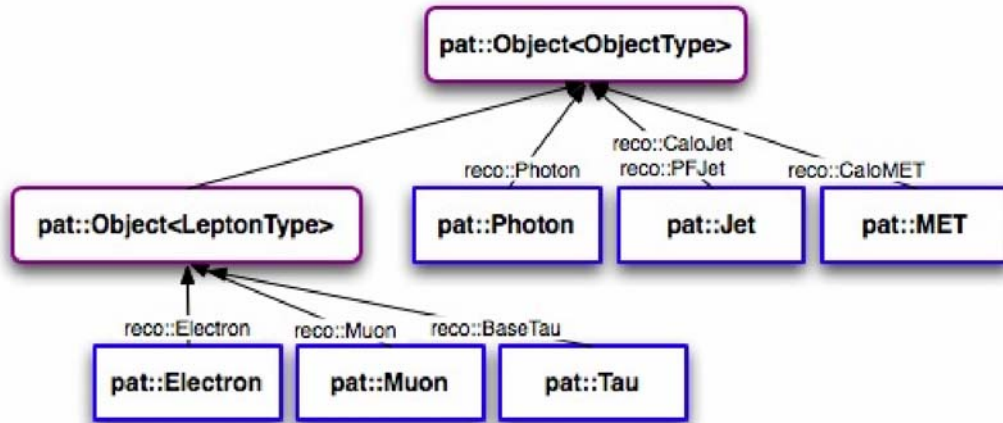 pat::Object<ObjectType>
reco::CaloJet
reco::Photon
reco::PFJet
reco::CaloMET
pat::Object<LeptonType>
pat::Photon
pat::Jet
pat::MET
reco::Electron
reco::Muon
reco::BaseTau
pat::Electron
pat::Muon
pat::Tau